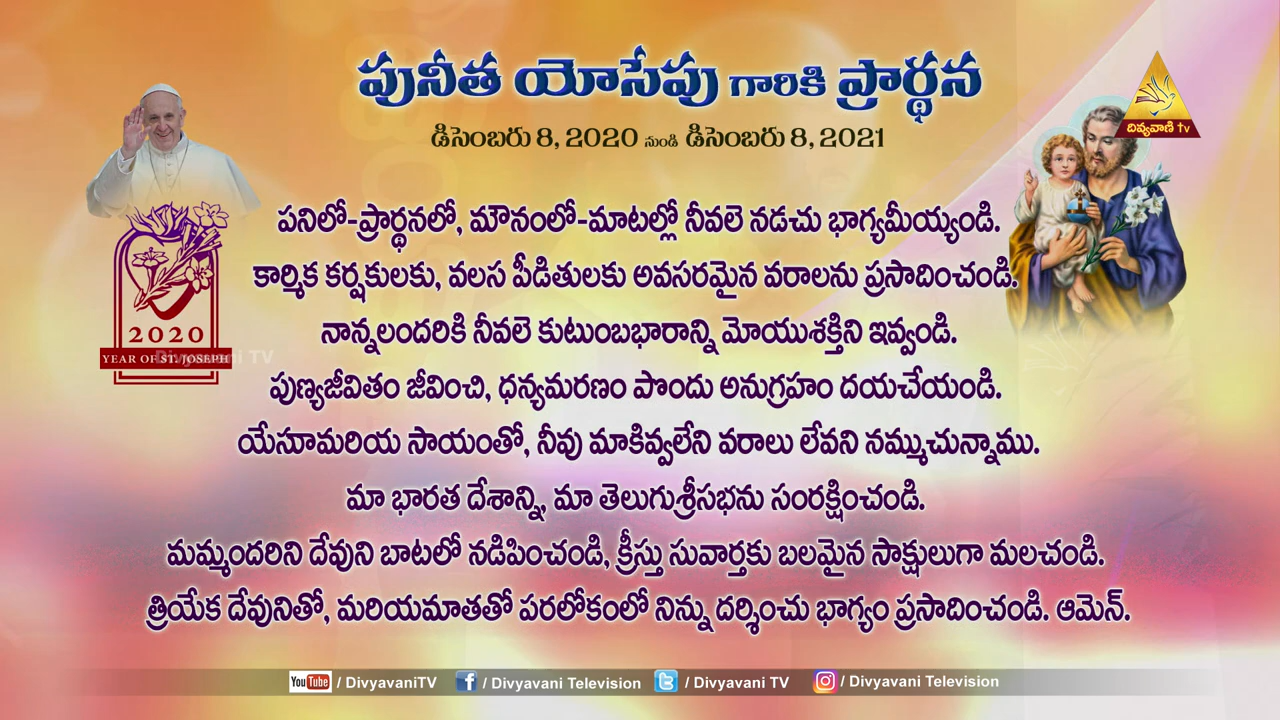 పునీత యోసేపు గారికి ప్రార్థన
డిసెంబరు 8, 2020 నుండి డిసెంబరు 8, 2021
దివ్యవాణి tv
పనిలో-ప్రార్థనలో, మౌనంలో-మాటల్లో నీవలె నడచు భాగ్యమీయ్యండి.
కార్మిక కర్షకులకు, వలస పీడితులకు అవసరమైన వరాలను ప్రసాదించండి.
నాన్నలందరికి నీవలె కుటుంబభారాన్ని మోయుశక్తిని ఇవ్వండి.
పుణ్యజీవితం జీవించి, ధన్యమరణం పొందు అనుగ్రహం దయచేయండి.
యేసూమరియ సాయంతో, నీవు మాకివ్వలేని వరాలు లేవని నమ్ముచున్నాము.
మా భారత దేశాన్ని, మా తెలుగుశ్రీసభను సంరక్షించండి.
మమ్మందరిని దేవుని బాటలో నడిపించండి, క్రీస్తు సువార్తకు బలమైన సాక్షులుగా మలచండి.
త్రియేక దేవునితో, మరియమాతతో పరలోకంలో నిన్ను దర్శించు భాగ్యం ప్రసాదించండి. ఆమెన్.
2020
YEAR OF ST. JOSEPH
Divyavani TV
YouTube / DivyavaniTV f / Divyavani Television / Divyavani TV / Divyavani Television